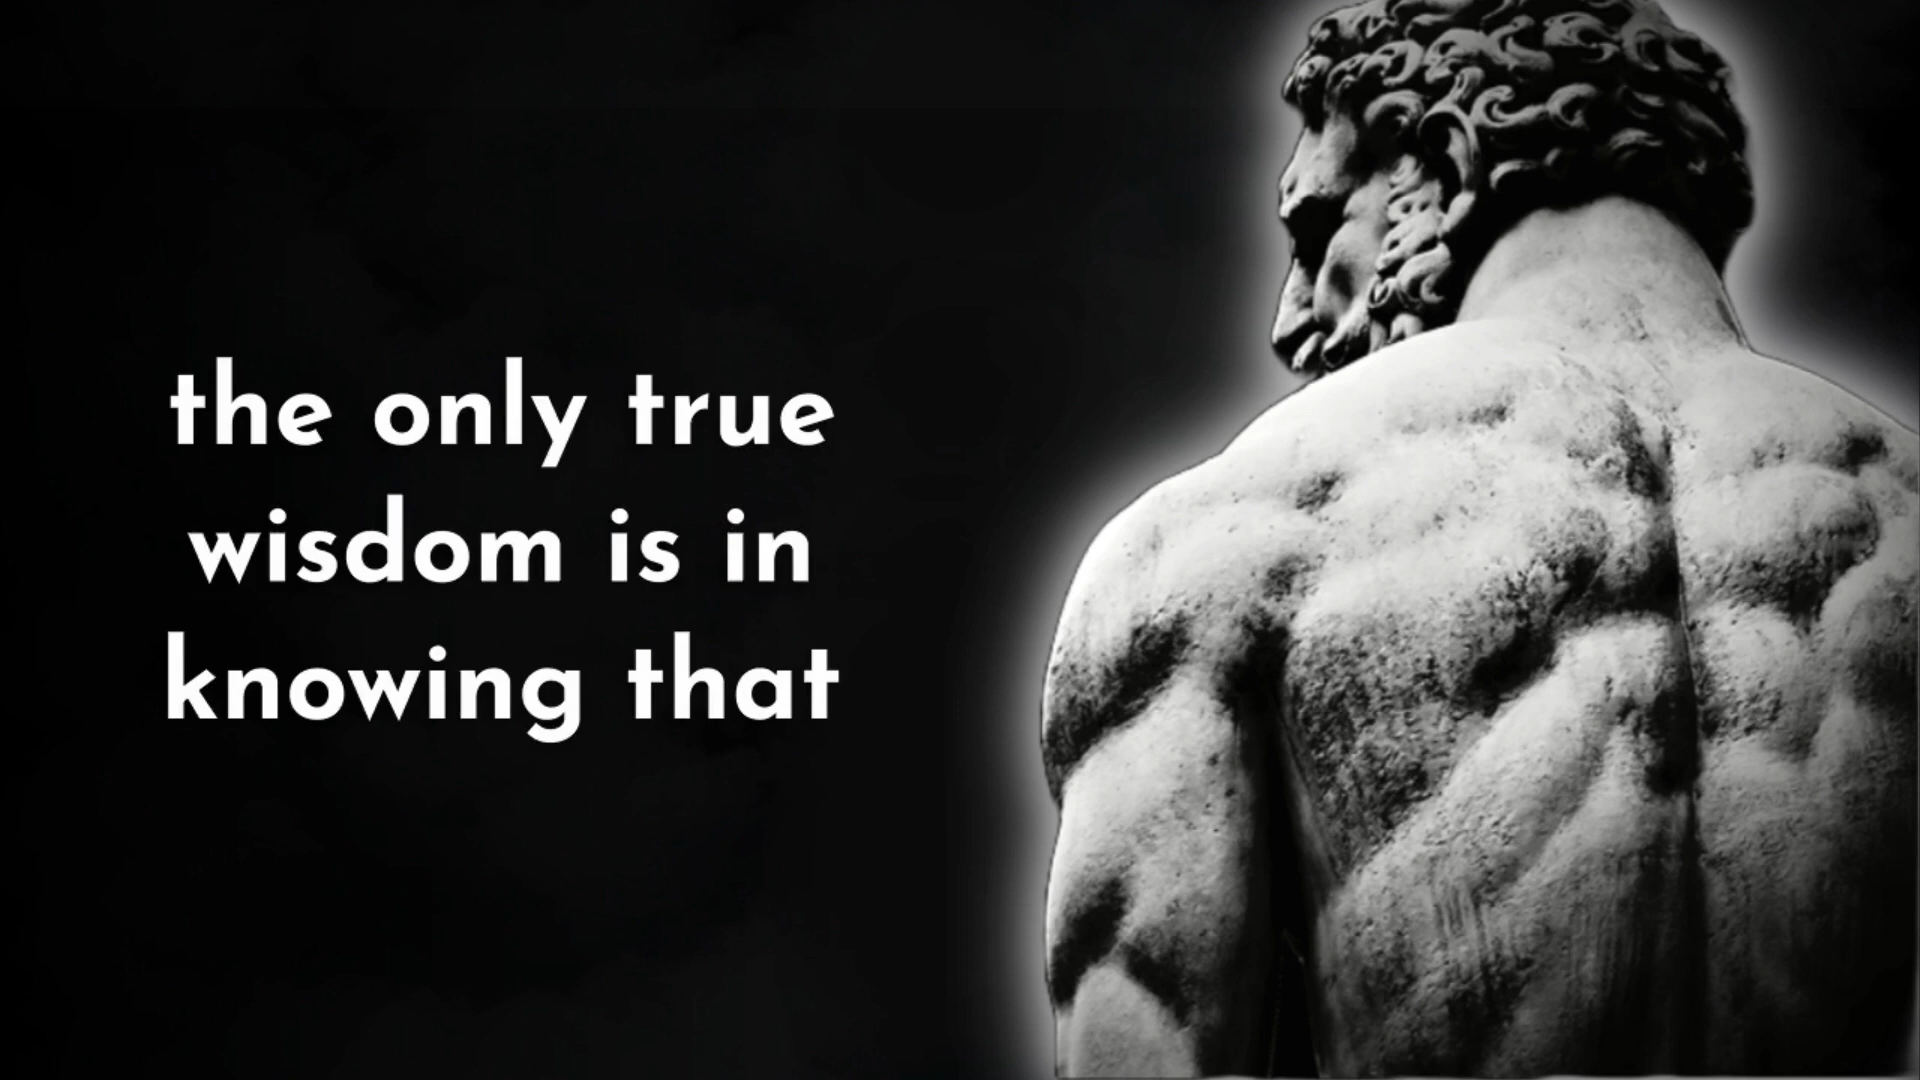 the only true
wisdom is in
knowing that